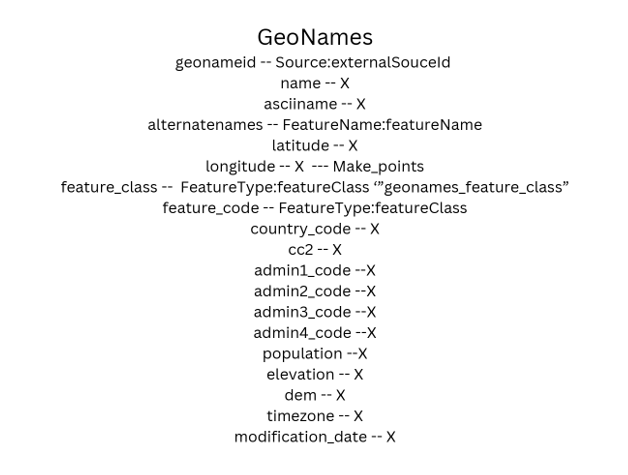 GeoNames
geonameid -- Source:externalSouceId
name -- X
asciiname -- X
alternatenames -- FeatureName:featureName
latitude -- X
longitude -- X  --- Make_points
feature_class --  FeatureType:featureClass ‘”geonames_feature_class”
feature_code -- FeatureType:featureClass
country_code -- X
cc2 -- X
admin1_code --X
admin2_code --X
admin3_code --X
admin4_code --X
population --X
elevation -- X
dem -- X
timezone -- X
modification_date -- X